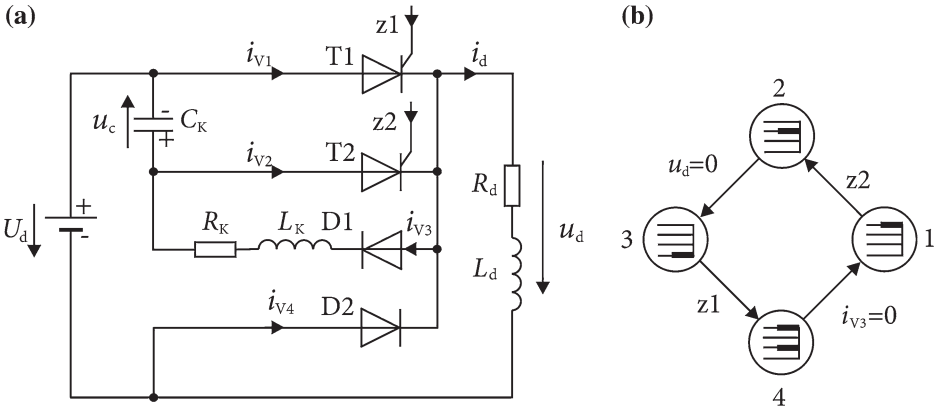 (a)
z1
i_V1
T1
i_d
-
u_c
C_K
+
z2
i_V2
T2
R_d
R_K
L_K
D1
i_V3
U_d
+
-
u_d
L_d
i_V4
D2
(b)
2
u_d=0
z2
3
1
z1
i_V3=0
4